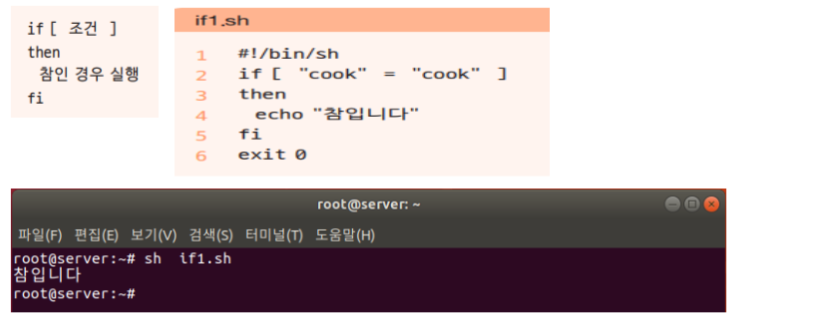 if [ 조건 ]
then
참인 경우 실행
fi
if1.sh
1 #!/bin/sh
2 if [ "cook" = "cook" ]
3 then
4 echo "참입니다"
5 fi
6 exit 0
root@server: ~
파일(F) 편집(E) 보기(V) 검색(S) 터미널(T) 도움말(H)
root@server:~# sh if1.sh
참입니다
root@server:~#